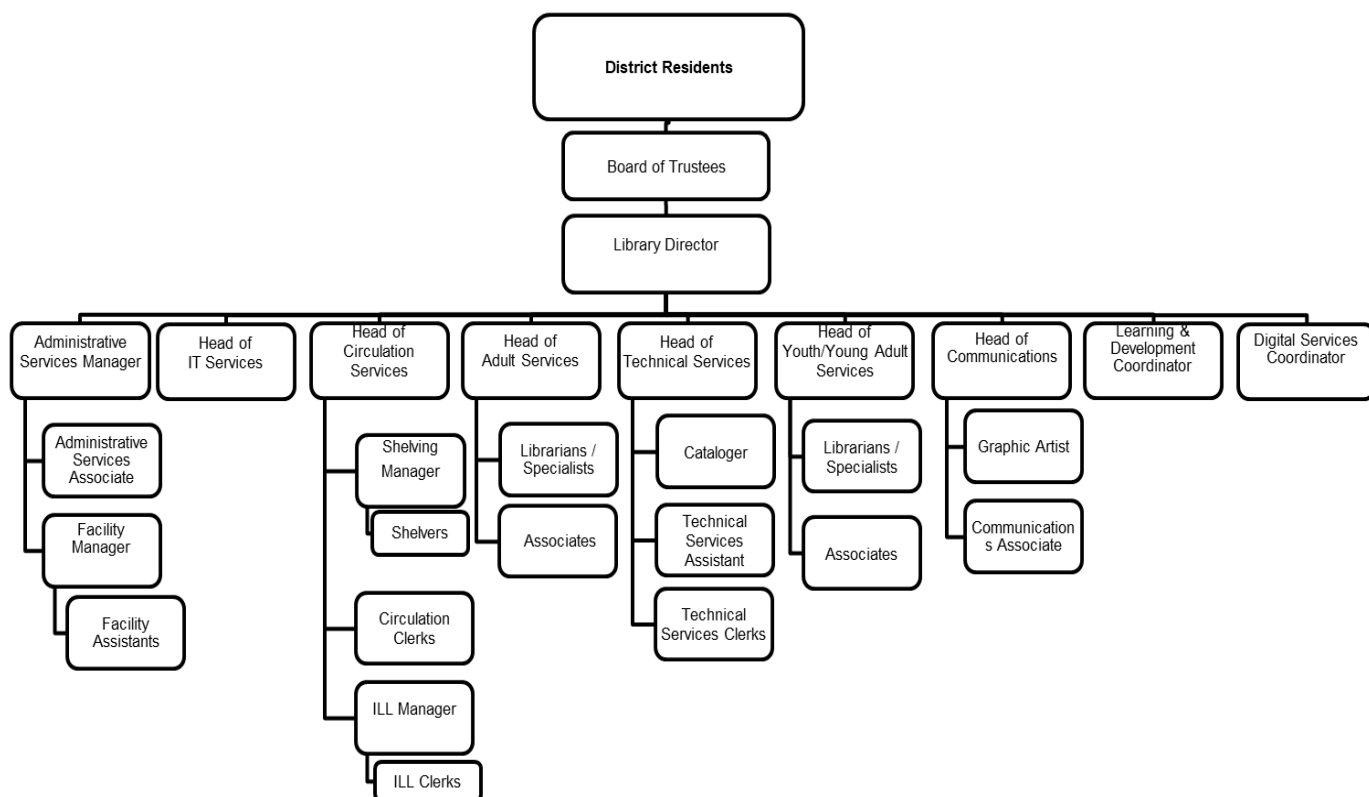 District Residents
Board of Trustees
Library Director
Administrative
Services Manager
Head of
IT Services
Head of
Circulation
Services
Head of
Adult Services
Head of
Technical Services
Head of
Youth/Young Adult
Services
Head of
Communications
Learning &
Development
Coordinator
Digital Services
Coordinator
Administrative
Services
Associate
Facility
Manager
Facility
Assistants
Shelving
Manager
Shelvers
Circulation
Clerks
ILL Manager
ILL Clerks
Librarians /
Specialists
Associates
Cataloger
Technical
Services
Assistant
Technical
Services Clerks
Librarians /
Specialists
Associates
Graphic Artist
Communication
s Associate